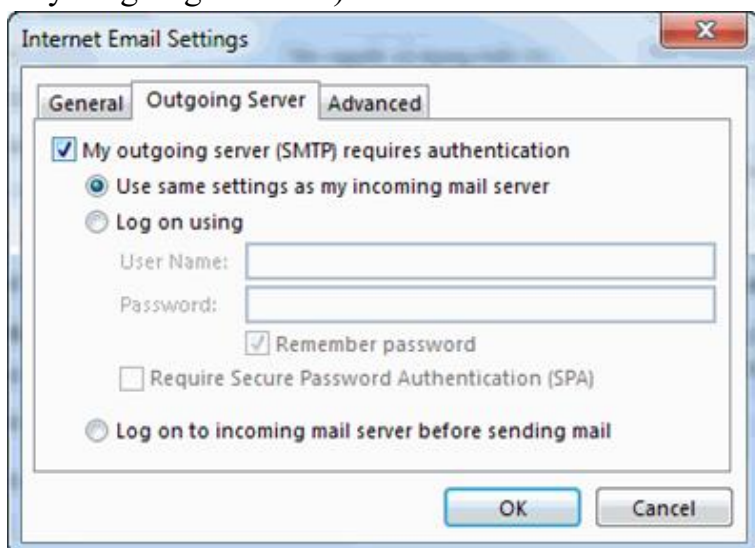 Internet Email Settings
General Outgoing Server Advanced
My outgoing server (SMTP) requires authentication
Use same settings as my incoming mail server
Log on using
User Name:
Password:
Remember password
Require Secure Password Authentication (SPA)
Log on to incoming mail server before sending mail
OK Cancel